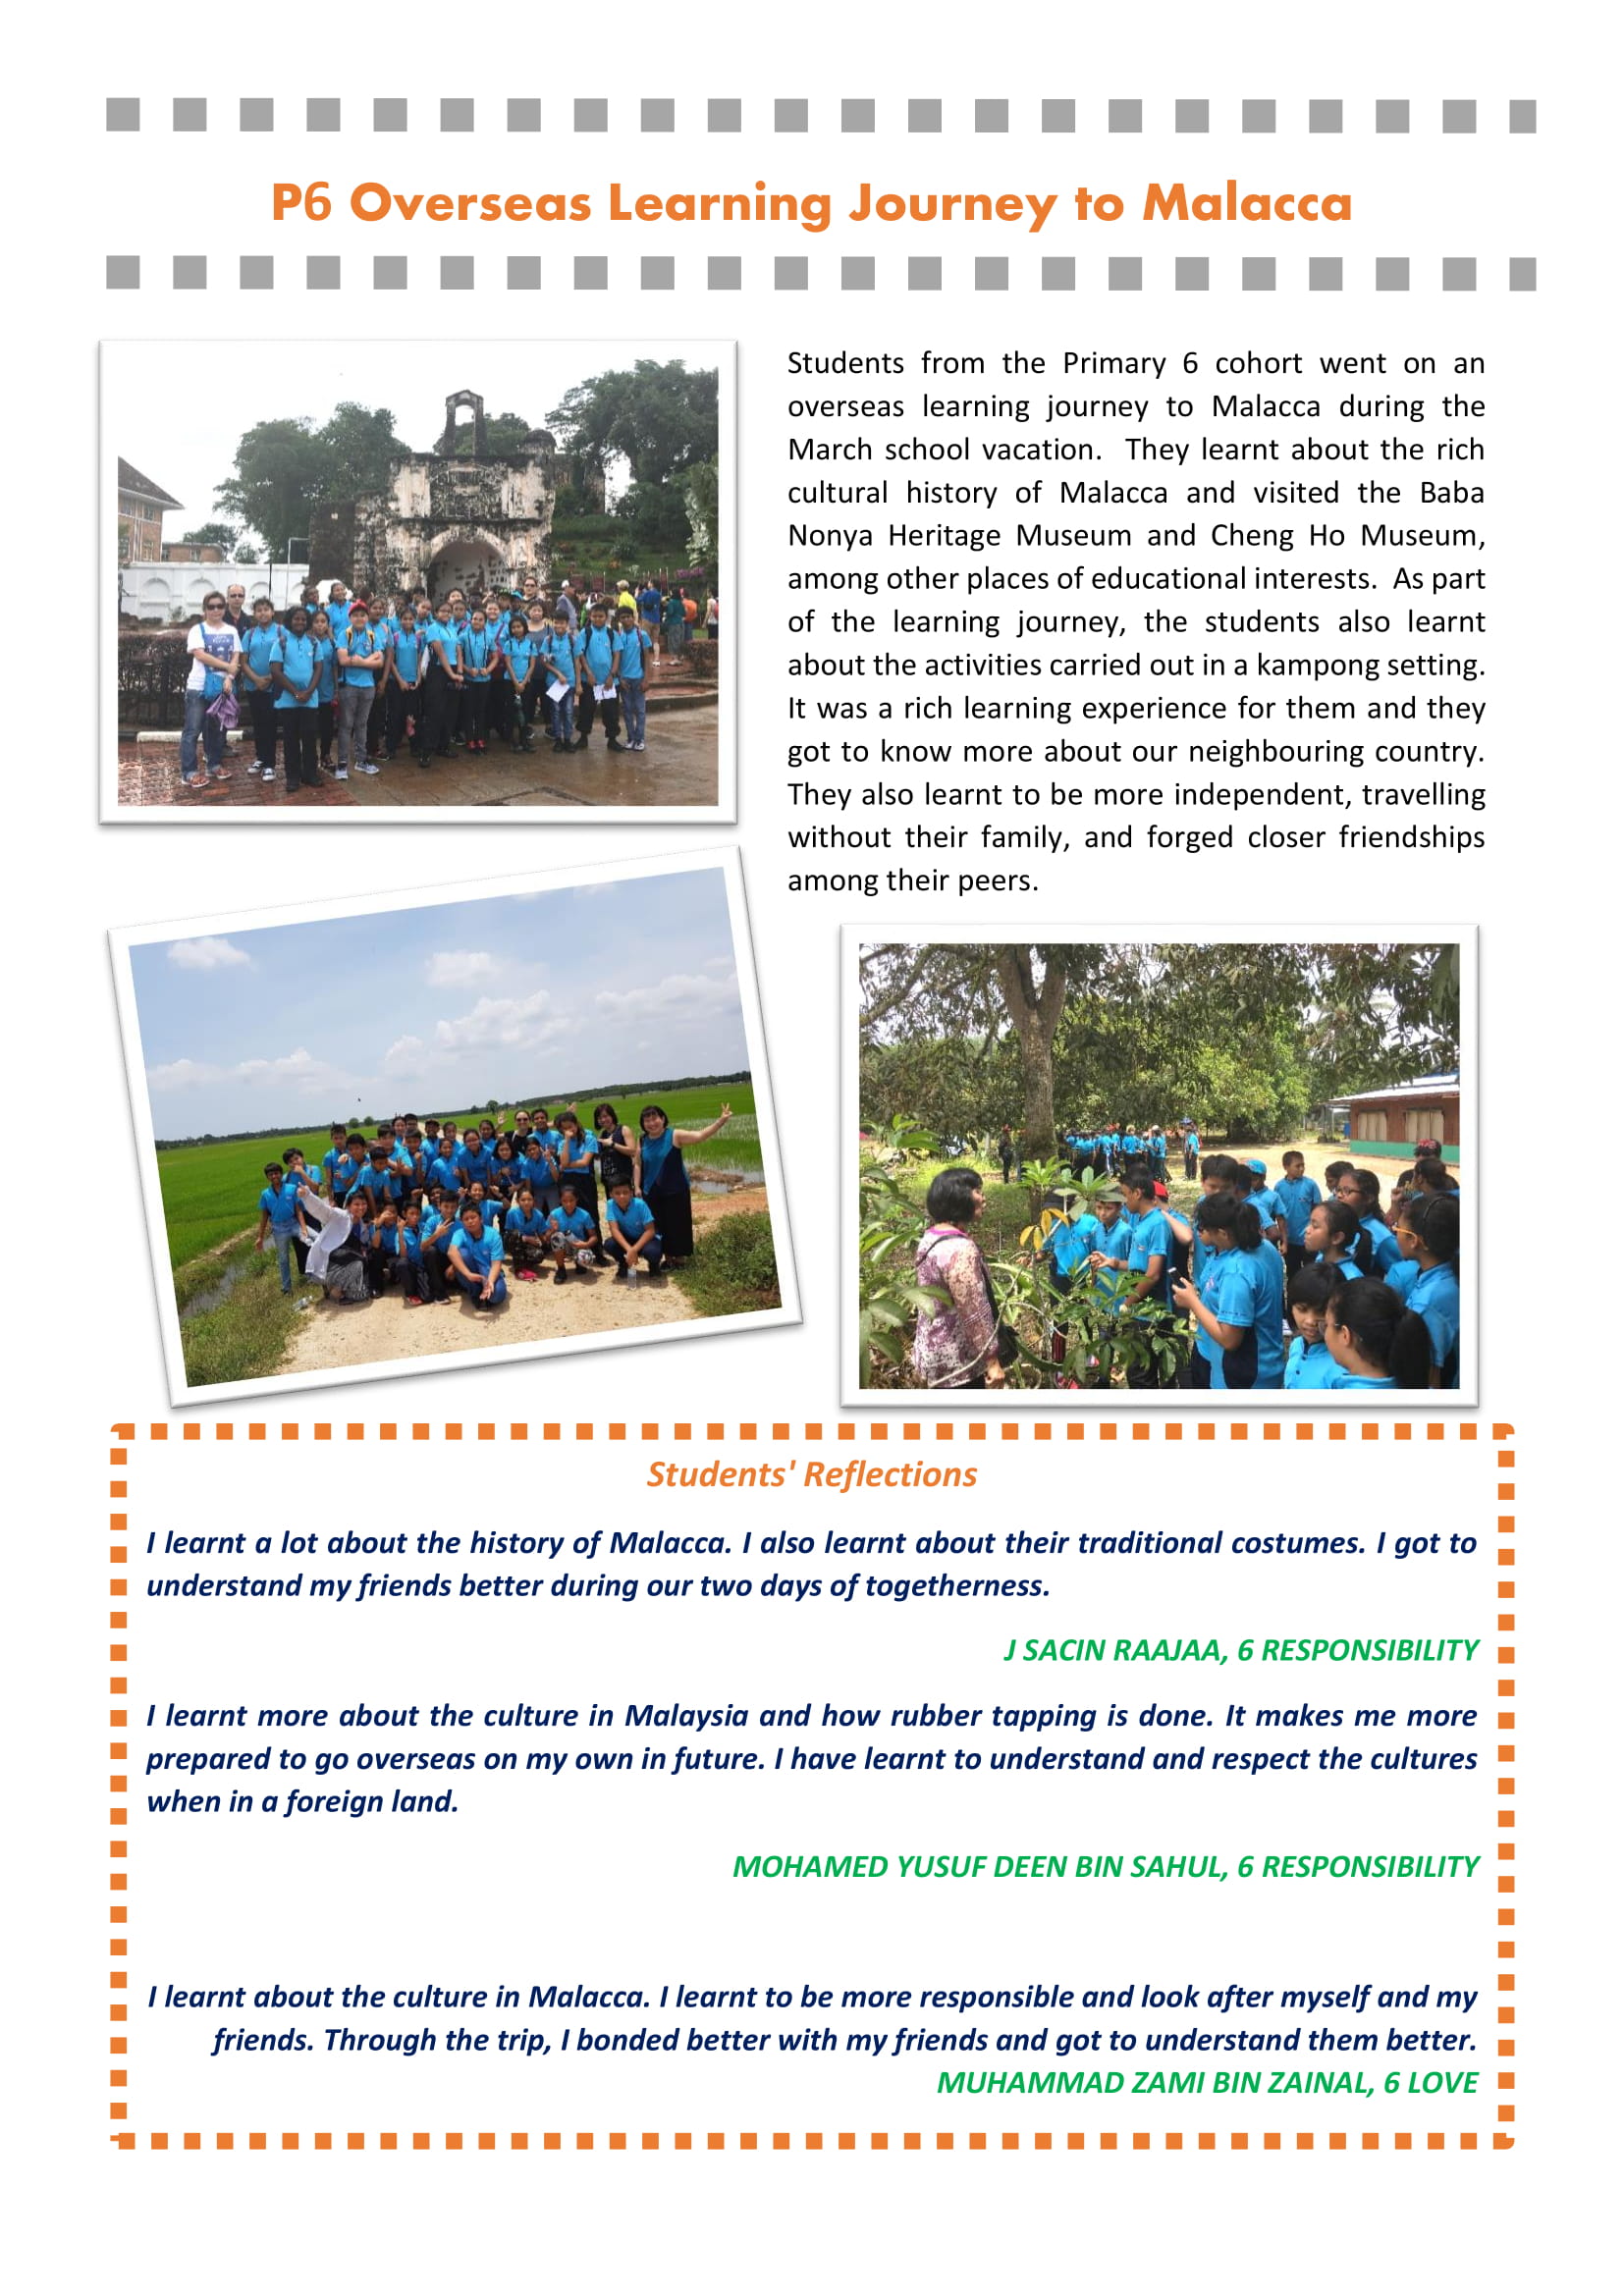 P6 Overseas Learning Journey to Malacca
Students from the Primary 6 cohort went on an
overseas learning journey to Malacca during the
March school vacation. They learnt about the rich
cultural history of Malacca and visited the Baba
Nonya Heritage Museum and Cheng Ho Museum,
among other places of educational interests. As part
of the learning journey, the students also learnt
about the activities carried out in a kampong setting.
It was a rich learning experience for them and they
got to know more about our neighbouring country.
They also learnt to be more independent, travelling
without their family, and forged closer friendships
among their peers.
Students' Reflections
I learnt a lot about the history of Malacca. I also learnt about their traditional costumes. I got to
understand my friends better during our two days of togetherness.
J SACIN RAAJAA, 6 RESPONSIBILITY
I learnt more about the culture in Malaysia and how rubber tapping is done. It makes me more
prepared to go overseas on my own in future. I have learnt to understand and respect the cultures
when in a foreign land.
MOHAMED YUSUF DEEN BIN SAHUL, 6 RESPONSIBILITY
I learnt about the culture in Malacca. I learnt to be more responsible and look after myself and my
friends. Through the trip, I bonded better with my friends and got to understand them better.
MUHAMMAD ZAMI BIN ZAINAL, 6 LOVE